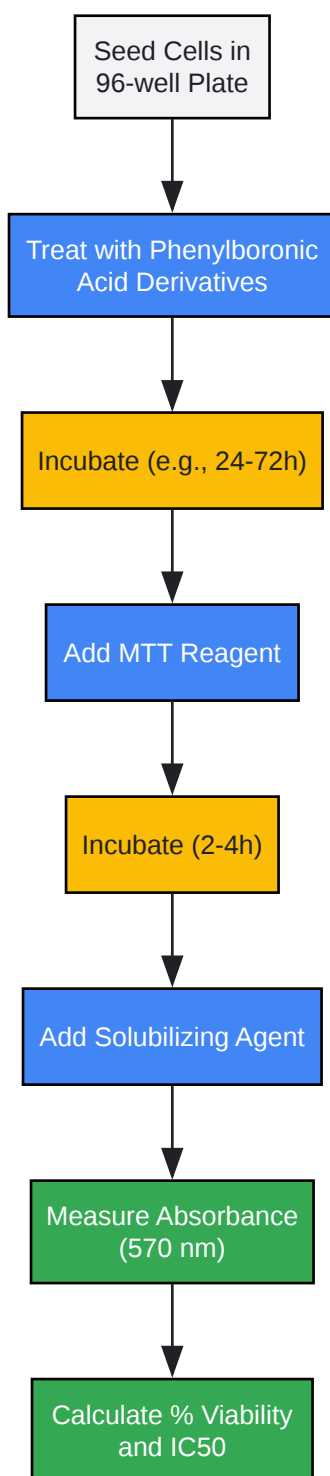 Seed Cells in
96-well Plate
Treat with Phenylboronic
Acid Derivatives
Incubate (e.g., 24-72h)
Add MTT Reagent
Incubate (2-4h)
Add Solubilizing Agent
Measure Absorbance
(570 nm)
Calculate % Viability
and IC50